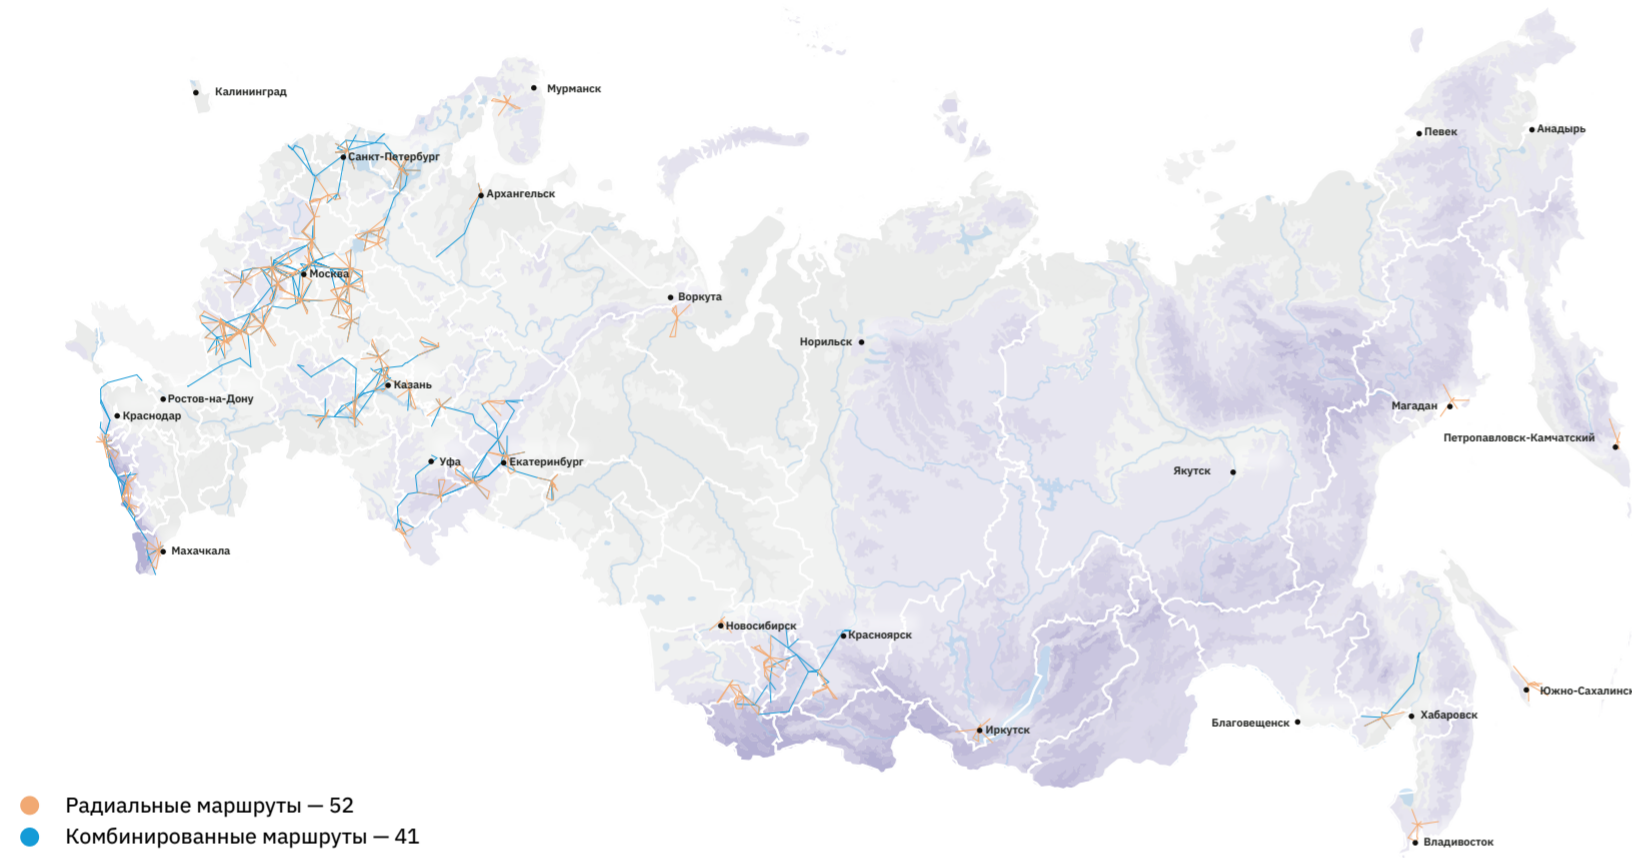 Калининград
Мурманск
Певек
Анадырь
Санкт-Петербург
Архангельск
Москва
Воркута
Норильск
Казань
Ростов-на-Дону
Магадан
Краснодар
Петропавловск-Камчатский
Уфа
Екатеринбург
Якутск
Махачкала
Новосибирск
Красноярск
Южно-Сахалинск
Хабаровск
Благовещенск
Иркутск
Радиальные маршруты — 52
Комбинированные маршруты — 41
Владивосток